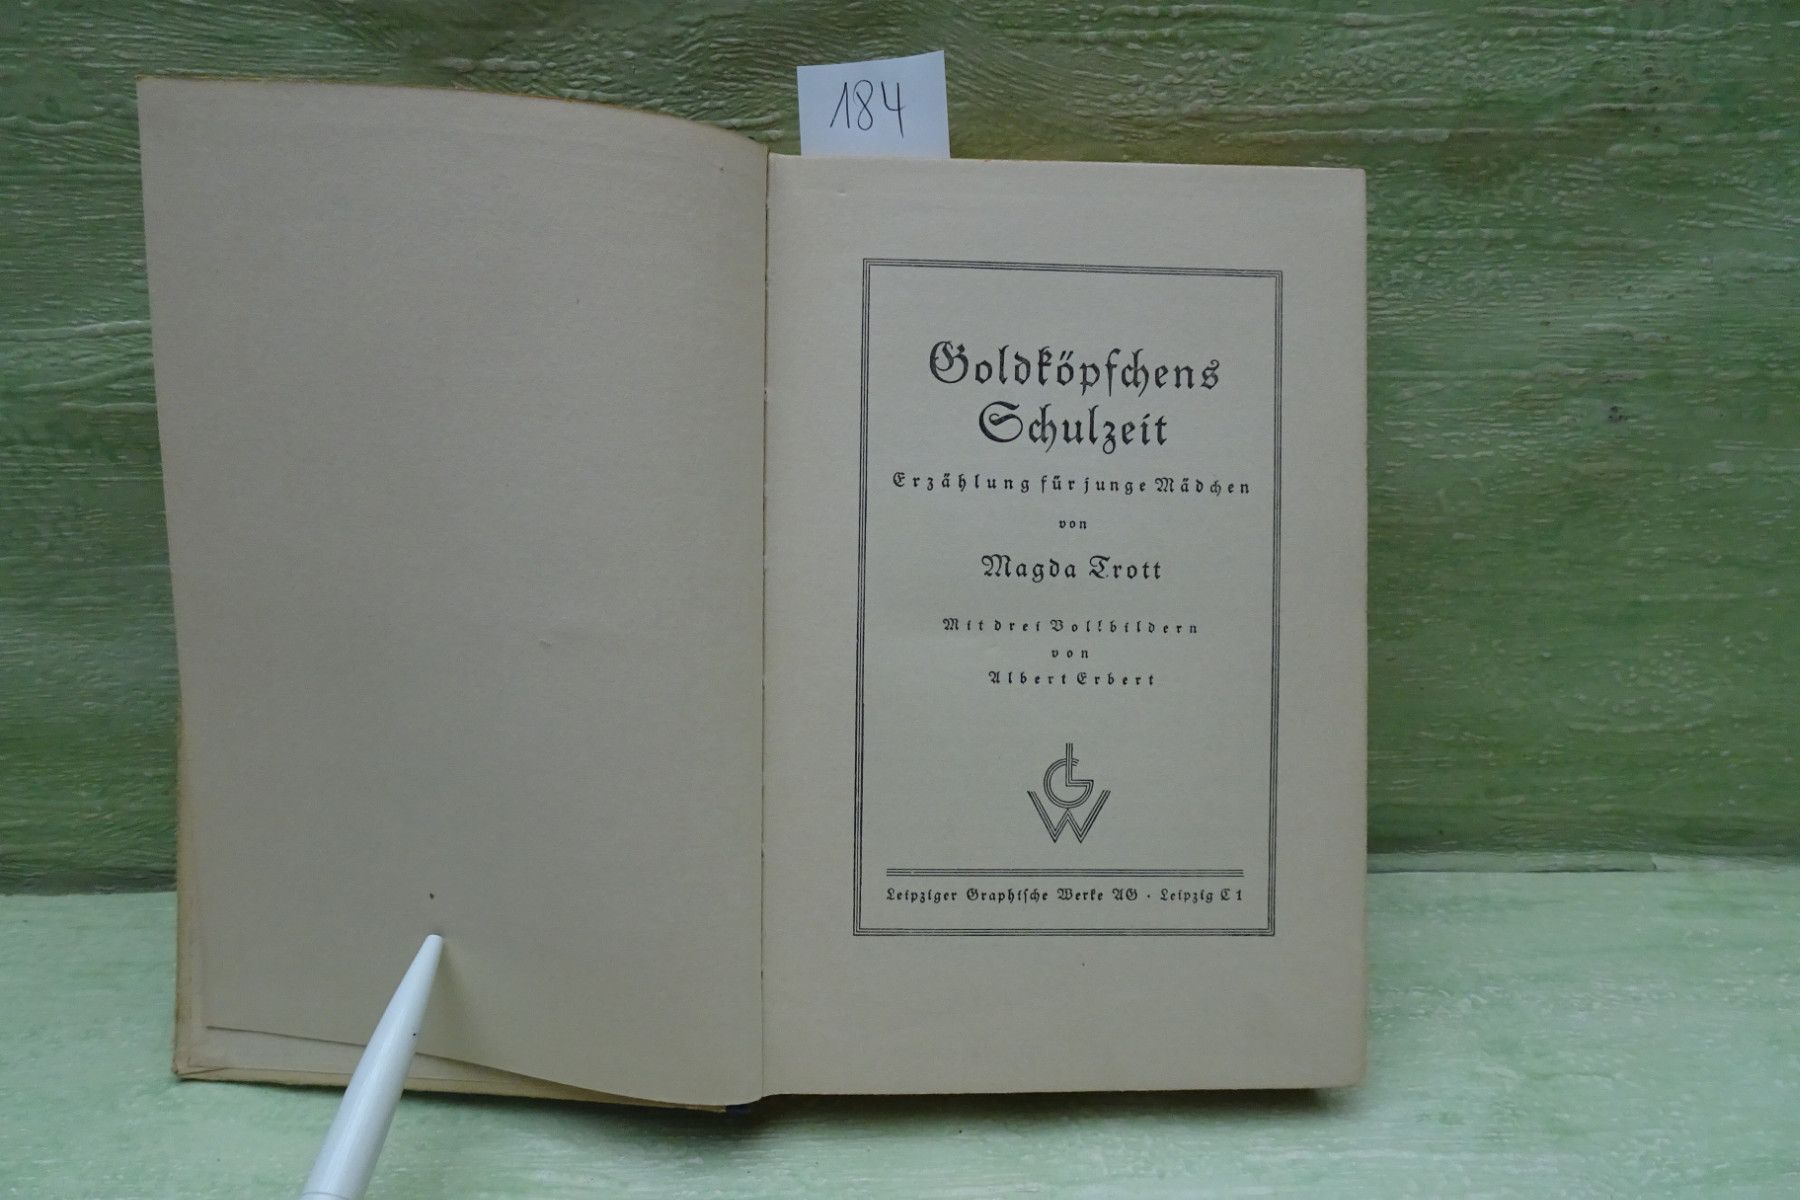 184
Goldköpfchens
Schulzeit
Erzählung für junge Mädchen
von
Magda Trott
Mit drei Vollbildern
von
Albert Erbert
LGW
Leipziger Graphische Werke AG · Leipzig C 1